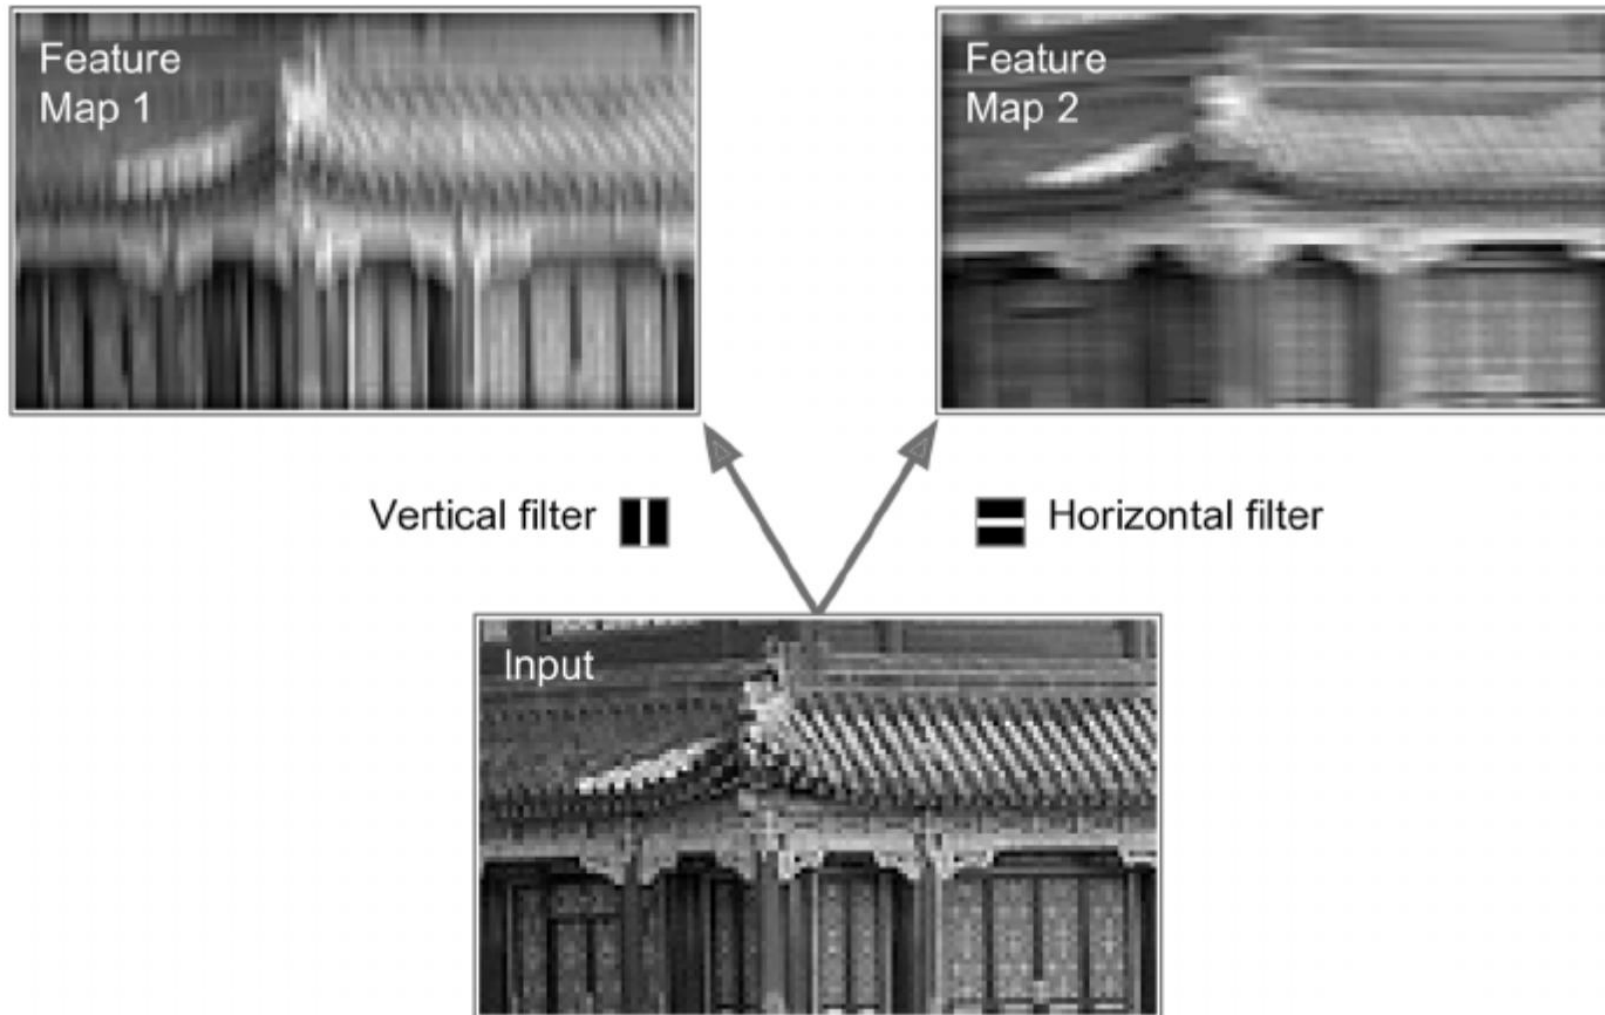 Feature
Map 1
Feature
Map 2
Vertical filter
Horizontal filter
Input